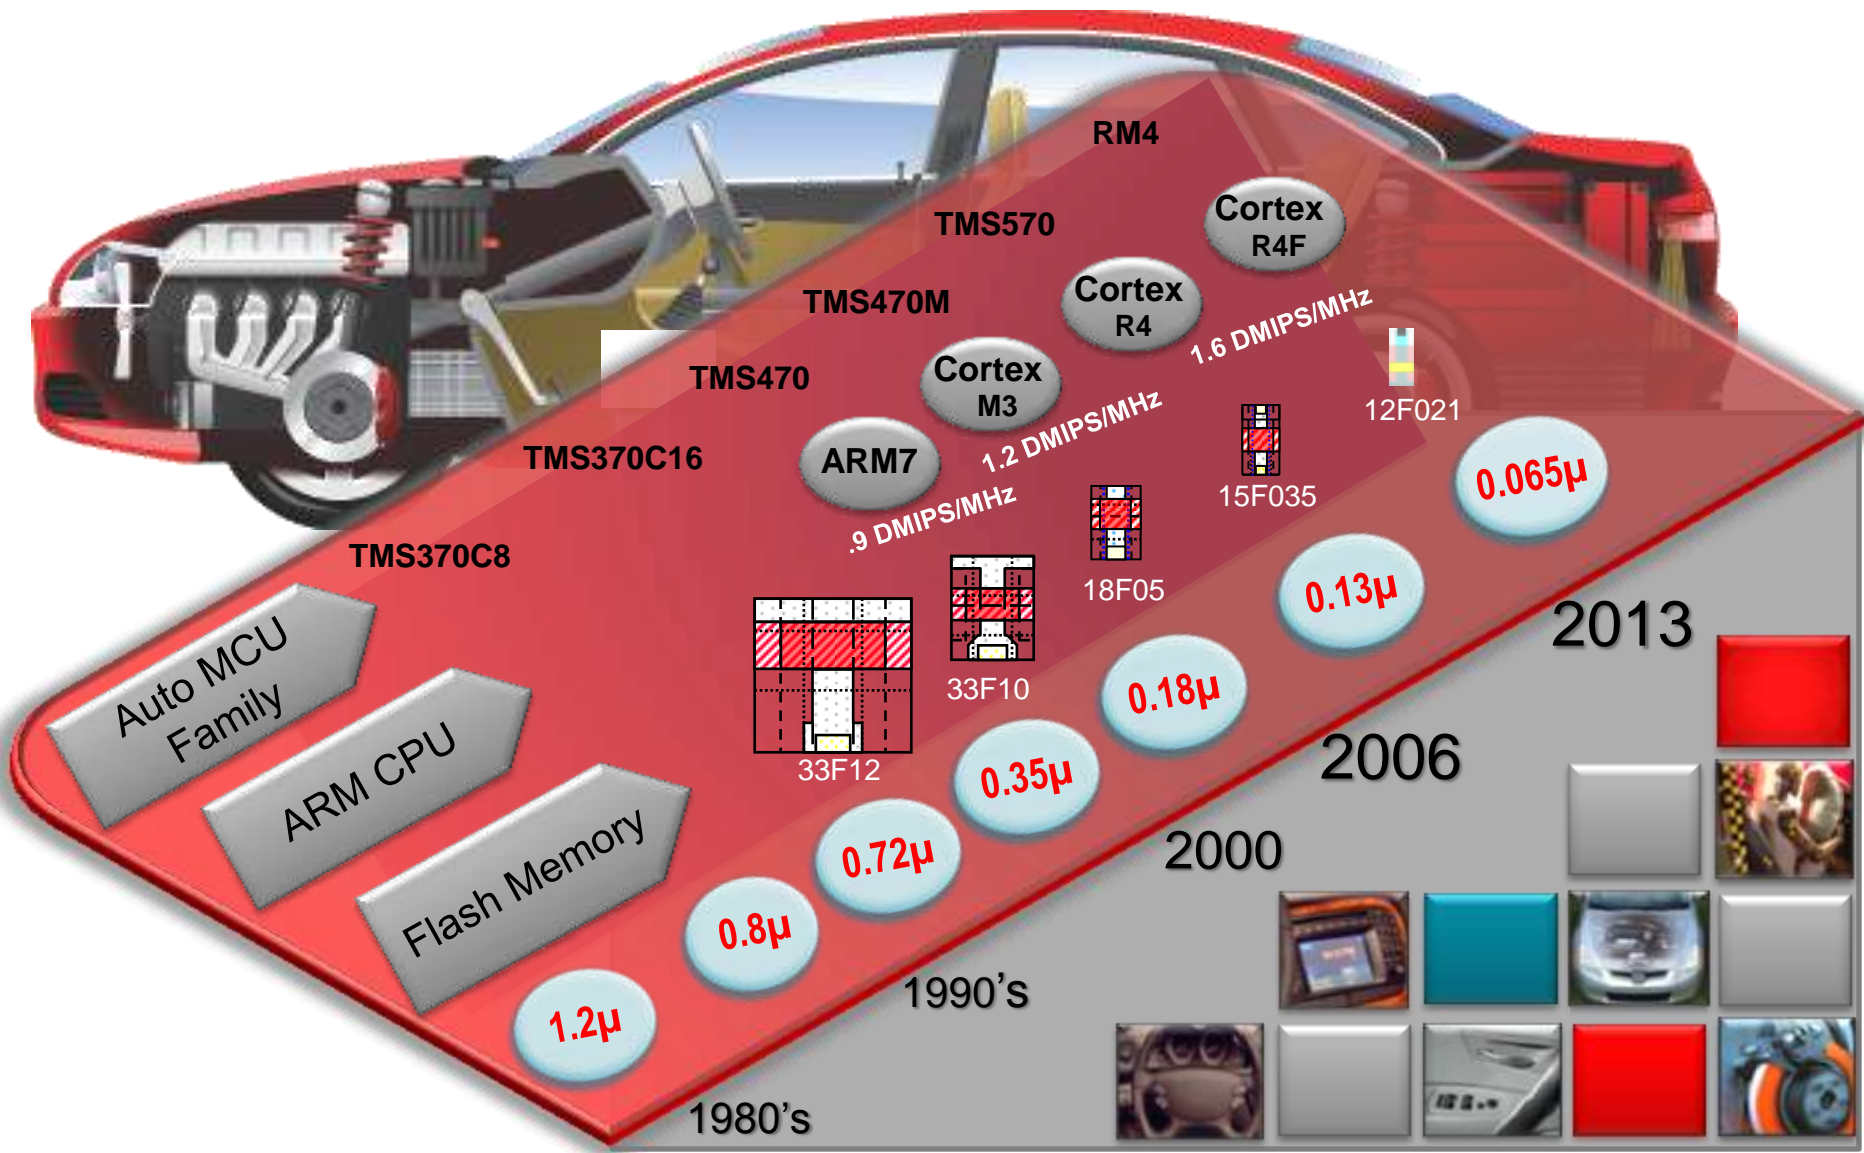 RM4
TMS570
TMS470M
TMS470
TMS370C16
TMS370C8
Cortex
R4F
Cortex
R4
Cortex
M3
ARM7
1.6 DMIPS/MHz
1.2 DMIPS/MHz
.9 DMIPS/MHz
12F021
15F035
18F05
33F10
33F12
Auto MCU
Family
ARM CPU
Flash Memory
0.065µ
0.13µ
0.18µ
0.35µ
0.72µ
0.8µ
1.2µ
2013
2006
2000
1990’s
1980’s